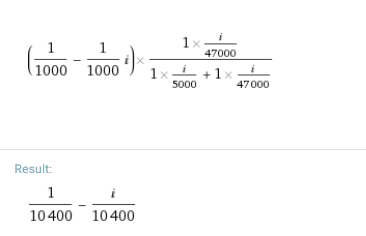 (1/1000 − 1/1000 i) × (1 × i/47000)/(1 × i/5000 + 1 × i/47000)
Result:
1/10400 − i/10400